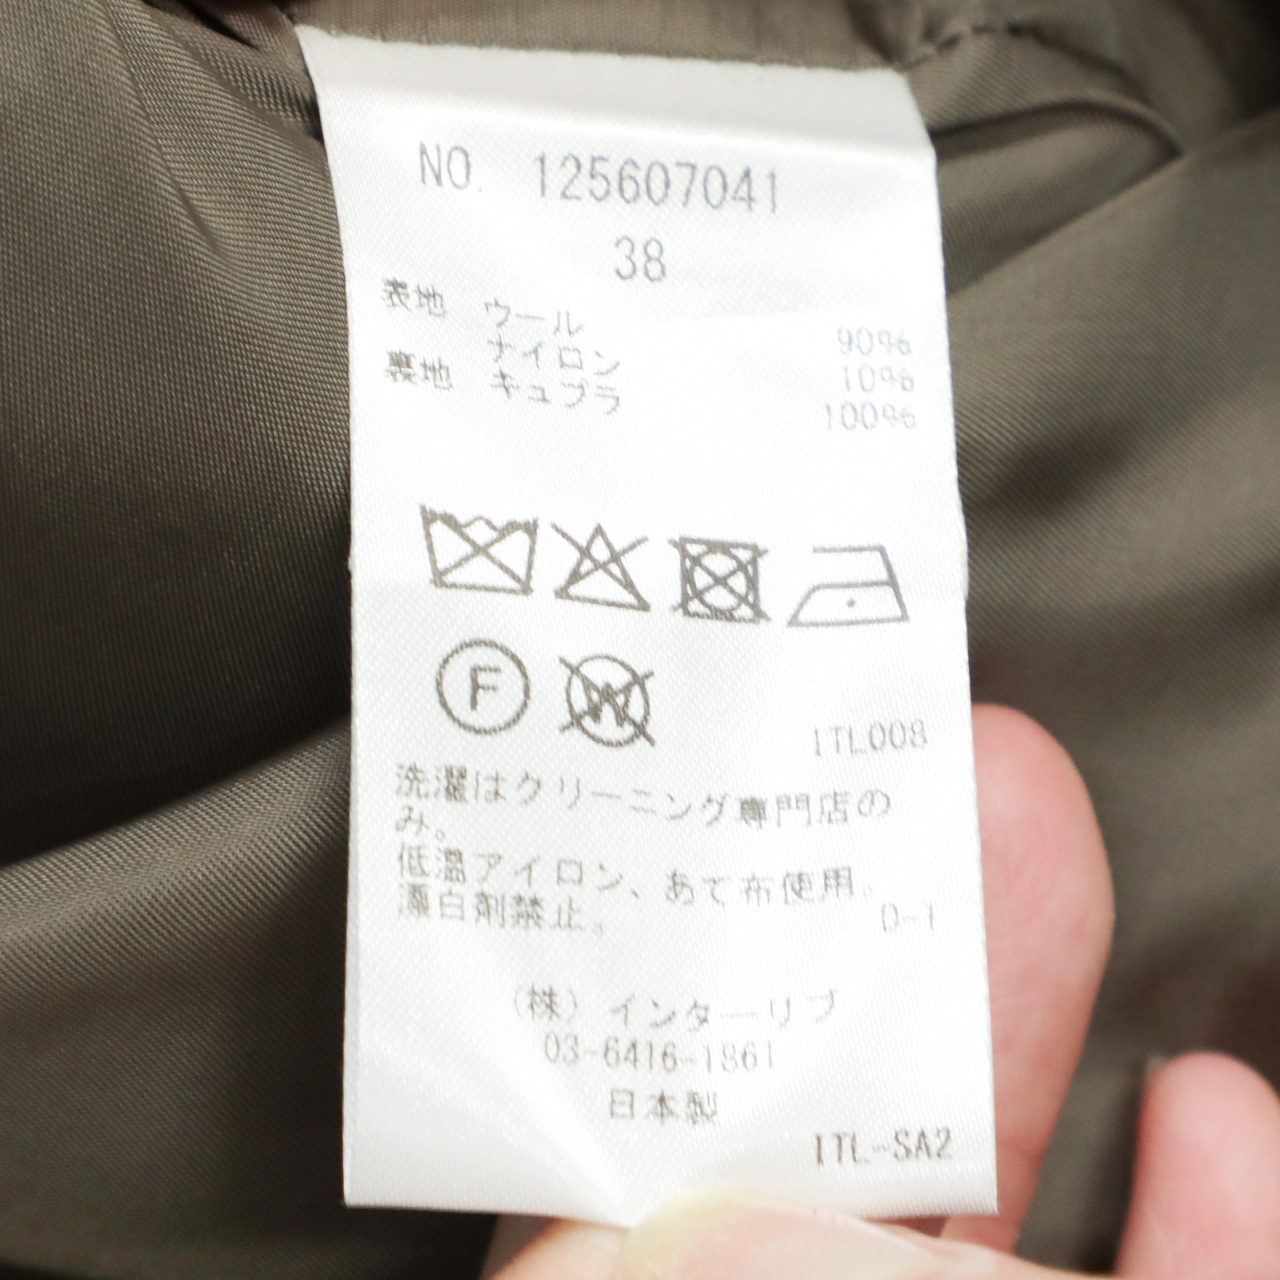 NO. 125607041
38
表地 ウール 90%
ナイロン 10%
裏地 キュプラ 100%
F
W
ITL008
洗濯はクリーニング専門店の
み。
低温アイロン、あて布使用。
漂白剤禁止。
D-1
(株) インターリブ
03-6416-1861
日本製
ITL-SA2